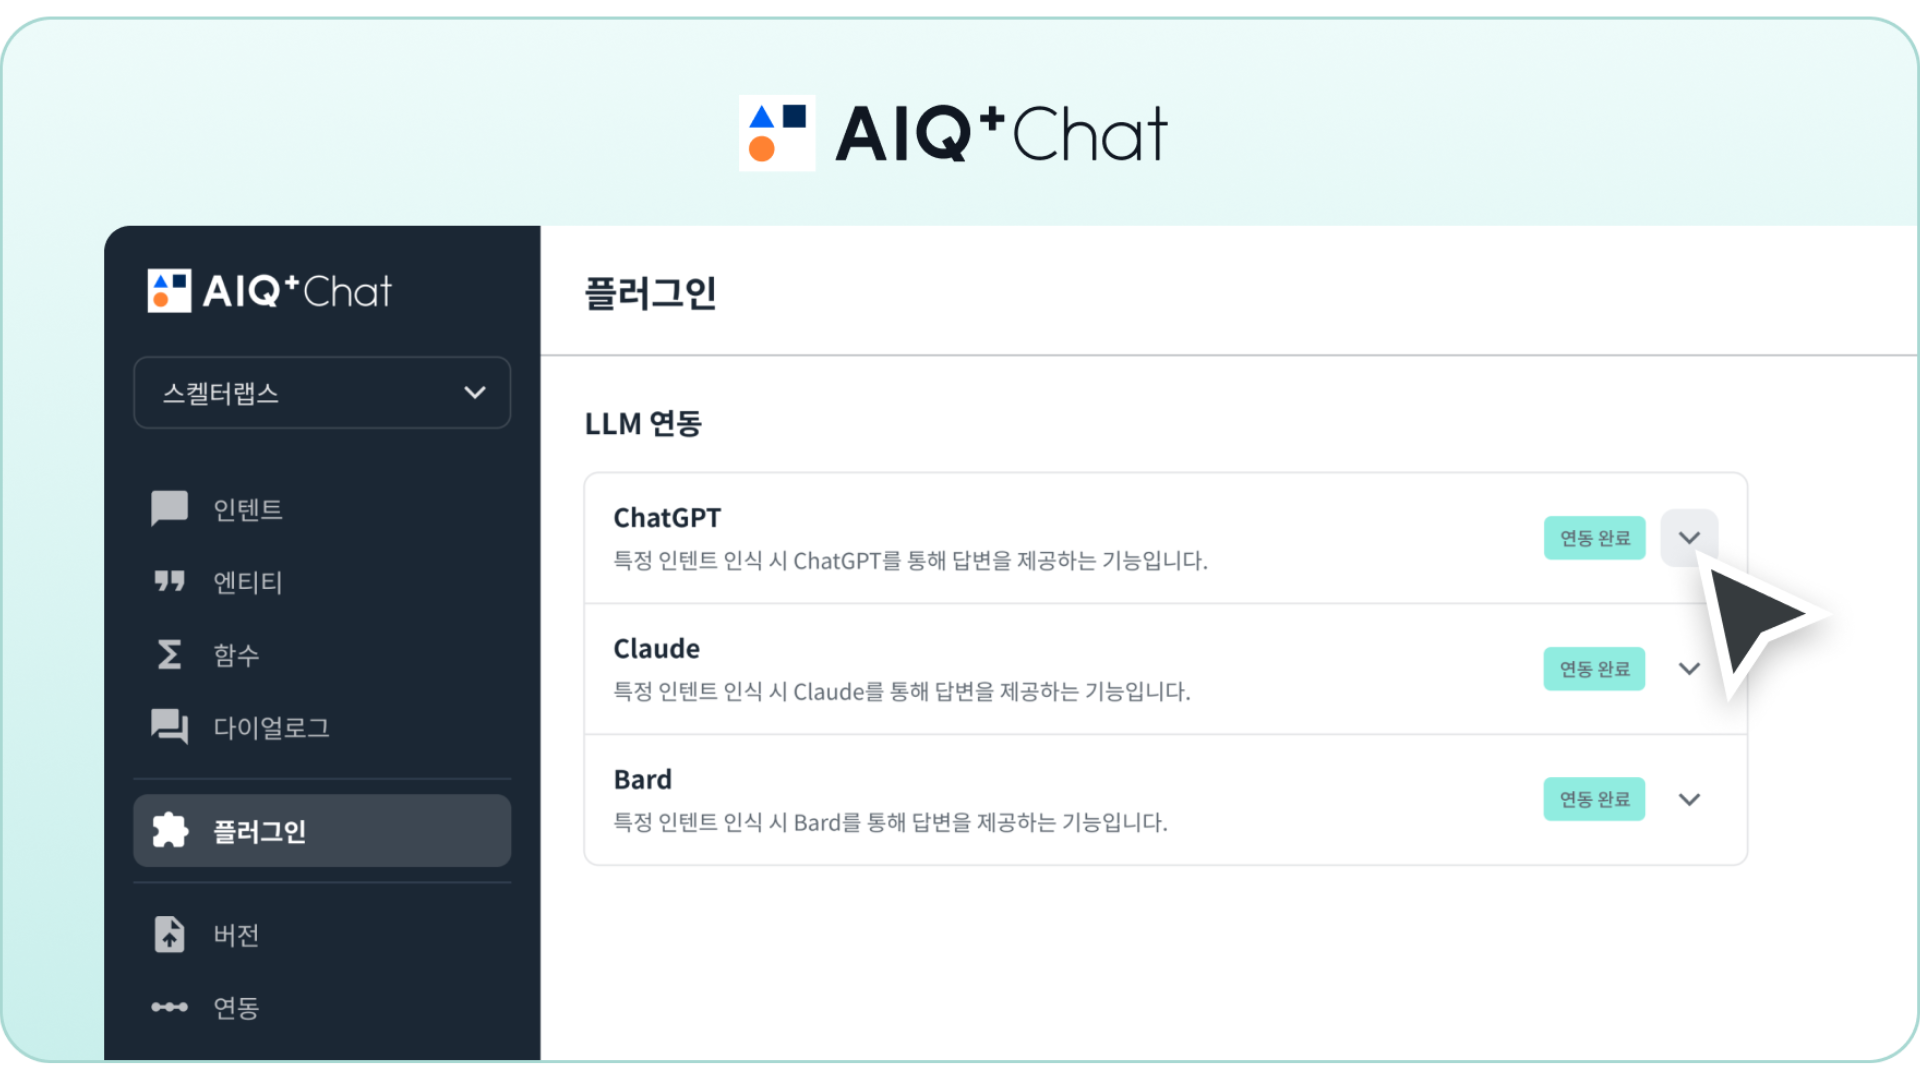 AIQ+Chat
AIQ+Chat
스켈터랩스
인텐트
엔티티
함수
다이얼로그
플러그인
버전
연동
플러그인
LLM 연동
ChatGPT
특정 인텐트 인식 시 ChatGPT를 통해 답변을 제공하는 기능입니다.
연동 완료
Claude
특정 인텐트 인식 시 Claude를 통해 답변을 제공하는 기능입니다.
연동 완료
Bard
특정 인텐트 인식 시 Bard를 통해 답변을 제공하는 기능입니다.
연동 완료